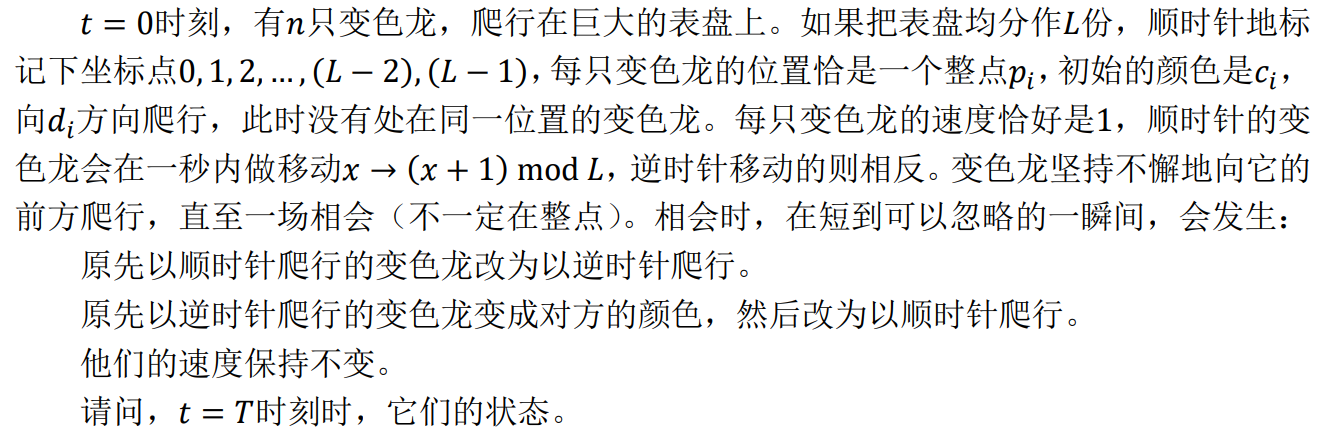 t = 0时刻，有n只变色龙，爬行在巨大的表盘上。如果把表盘均分作L份，顺时针地标
记下坐标点0, 1, 2, …, (L − 2), (L − 1)，每只变色龙的位置恰是一个整点pᵢ，初始的颜色是cᵢ，
向dᵢ方向爬行，此时没有处在同一位置的变色龙。每只变色龙的速度恰好是1，顺时针的变
色龙会在一秒内做移动x → (x + 1) mod L，逆时针移动的则相反。变色龙坚持不懈地向它的
前方爬行，直至一场相会（不一定在整点）。相会时，在短到可以忽略的一瞬间，会发生：
原先以顺时针爬行的变色龙改为以逆时针爬行。
原先以逆时针爬行的变色龙变成对方的颜色，然后改为以顺时针爬行。
他们的速度保持不变。
请问，t = T时刻时，它们的状态。